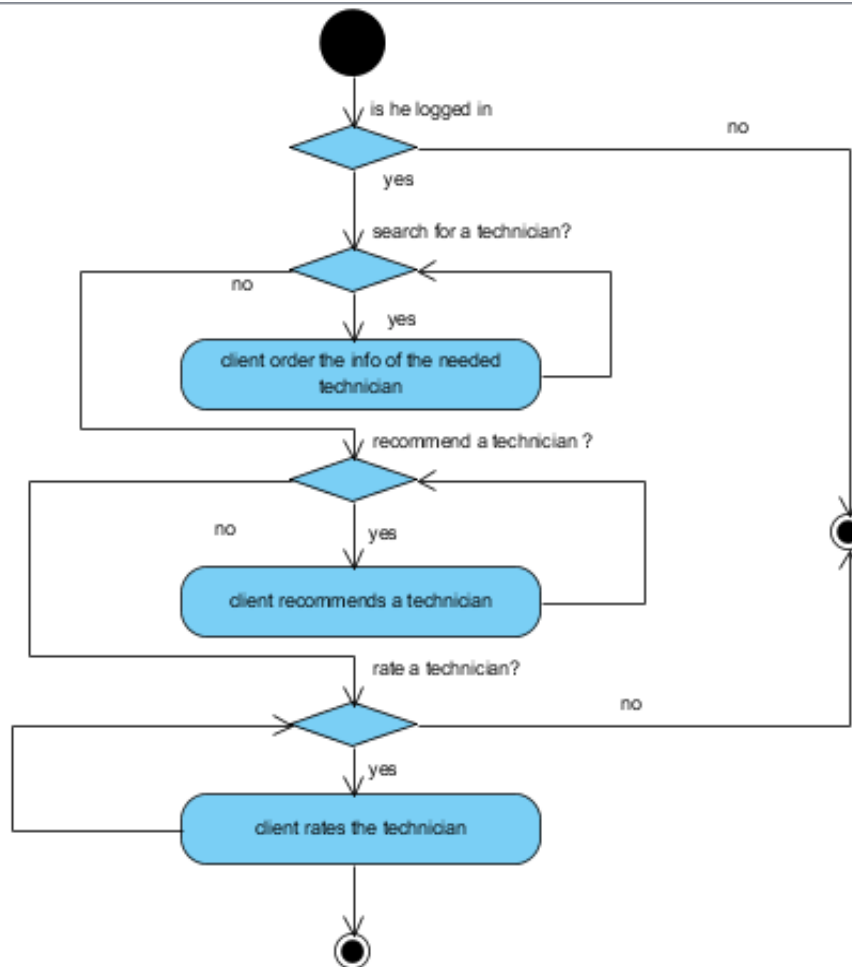 is he logged in
no
yes
search for a technician?
no
yes
client order the info of the needed
technician
recommend a technician ?
no
yes
client recommends a technician
rate a technician?
no
yes
client rates the technician